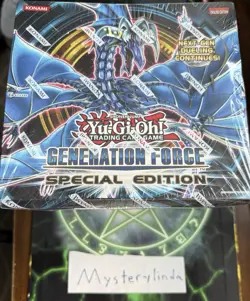 KONAMI
NEXT-GEN
DUELING
CONTINUES!
Yu-Gi-Oh!
TRADING CARD GAME
GENERATION FORCE
SPECIAL EDITION
Mysterylinda